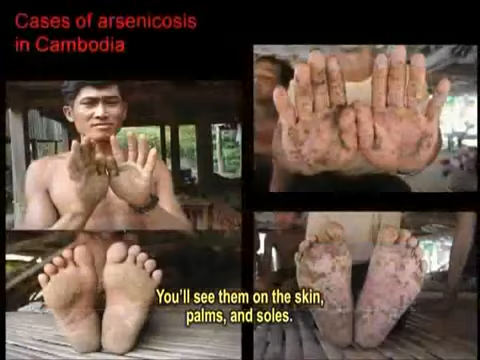 Cases of arsenicosis
in Cambodia
You'll see them on the skin,
palms, and soles.